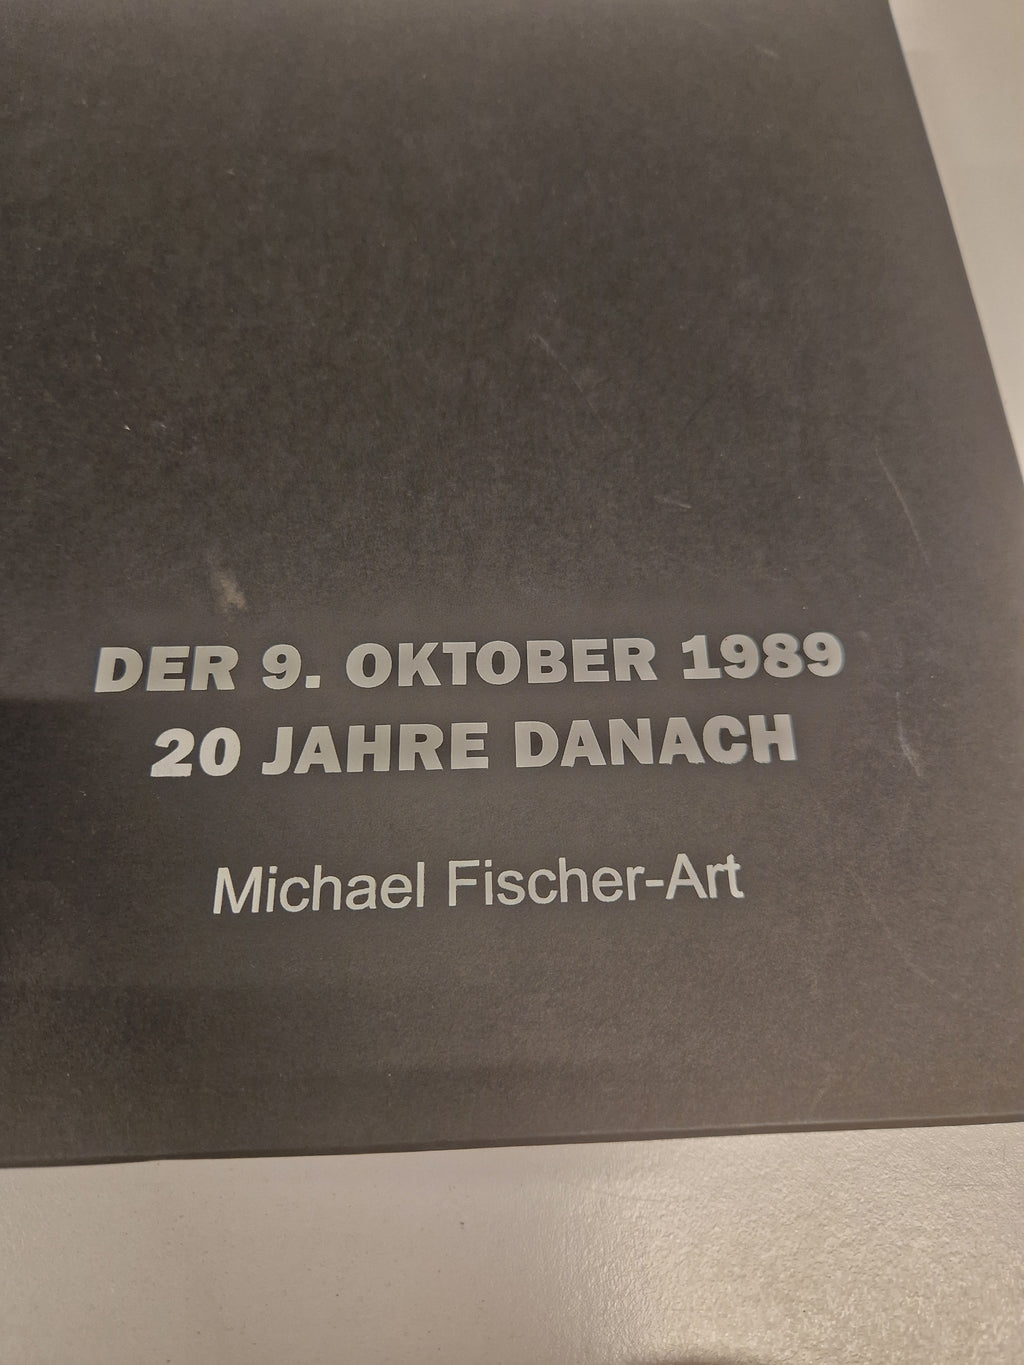 DER 9. OKTOBER 1989
20 JAHRE DANACH
Michael Fischer-Art